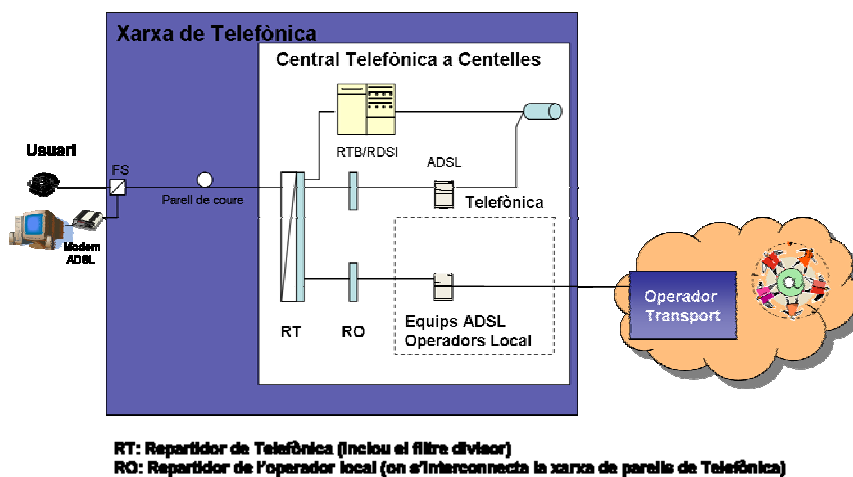 Xarxa de Telefònica
Central Telefònica a Centelles
Usuari
FS
RTB/RDSI
ADSL
Parell de coure
Telefònica
Modem
ADSL
Operador
Transport
RT
RO
Equips ADSL
Operadors Local
RT: Repartidor de Telefònica (inclou el filtre divisor)
RO: Repartidor de l'operador local (on s'interconnecta la xarxa de parells de Telefònica)